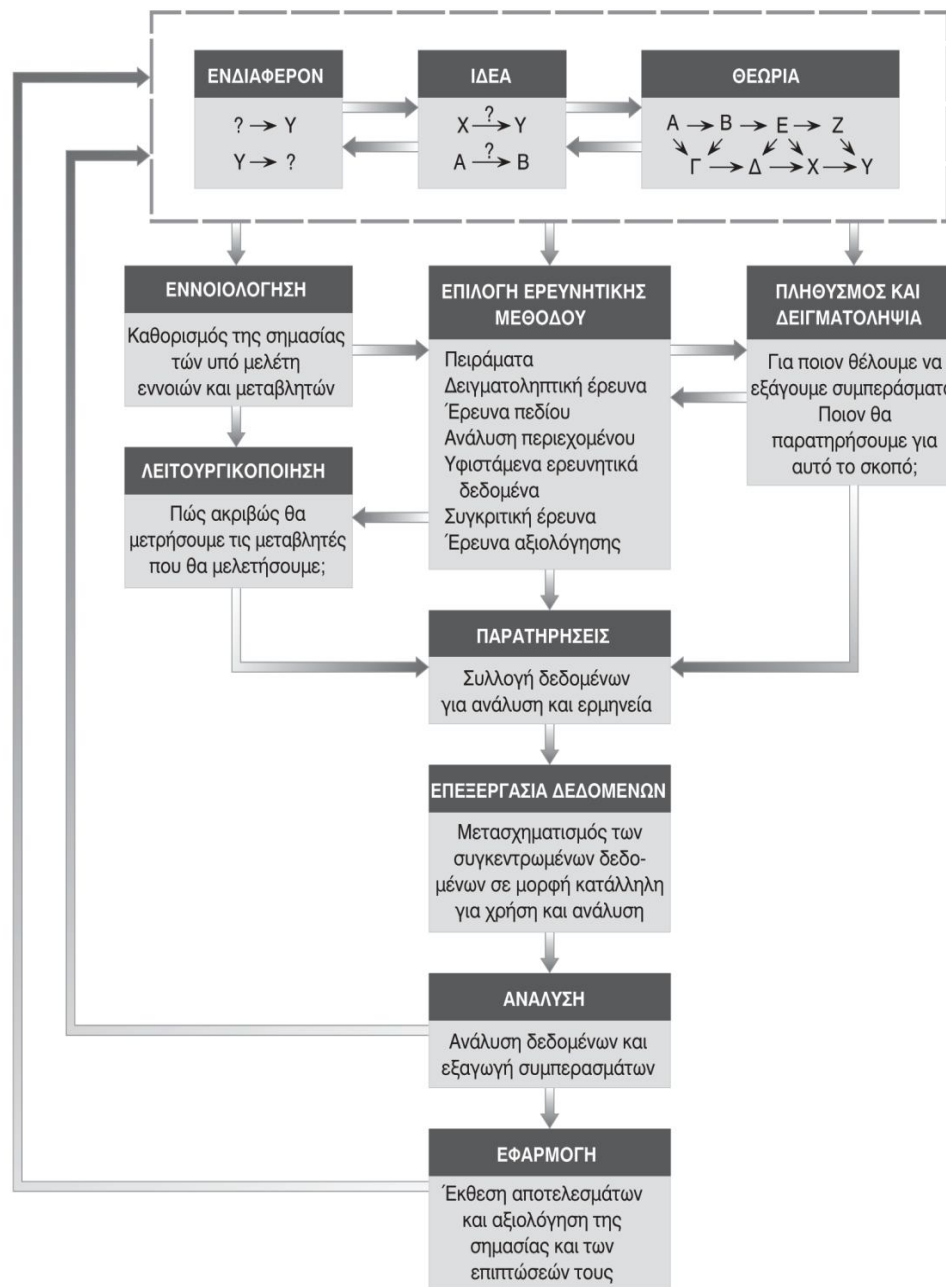 ΕΝΔΙΑΦΕΡΟΝ
? → Υ
Υ → ?
ΙΔΕΑ
Χ →? Υ
Α →? Β
ΘΕΩΡΙΑ
Α → Β → Ε → Ζ
Γ → Δ → Χ → Υ
ΕΝΝΟΙΟΛΟΓΗΣΗ
Καθορισμός της σημασίας
τών υπό μελέτη
εννοιών και μεταβλητών
ΕΠΙΛΟΓΗ ΕΡΕΥΝΗΤΙΚΗΣ
ΜΕΘΟΔΟΥ
Πειράματα
Δειγματοληπτική έρευνα
Έρευνα πεδίου
Ανάλυση περιεχομένου
Υφιστάμενα ερευνητικά
δεδομένα
Συγκριτική έρευνα
Έρευνα αξιολόγησης
ΠΛΗΘΥΣΜΟΣ ΚΑΙ
ΔΕΙΓΜΑΤΟΛΗΨΙΑ
Για ποιον θέλουμε να
εξάγουμε συμπεράσματ
Ποιον θα
παρατηρήσουμε για
αυτό το σκοπό;
ΛΕΙΤΟΥΡΓΙΚΟΠΟΙΗΣΗ
Πώς ακριβώς θα
μετρήσουμε τις μεταβλητές
που θα μελετήσουμε;
ΠΑΡΑΤΗΡΗΣΕΙΣ
Συλλογή δεδομένων
για ανάλυση και ερμηνεία
ΕΠΕΞΕΡΓΑΣΙΑ ΔΕΔΟΜΕΝΩΝ
Μετασχηματισμός των
συγκεντρωμένων δεδο-
μένων σε μορφή κατάλληλη
για χρήση και ανάλυση
ΑΝΑΛΥΣΗ
Ανάλυση δεδομένων και
εξαγωγή συμπερασμάτων
ΕΦΑΡΜΟΓΗ
Έκθεση αποτελεσμάτων
και αξιολόγηση της
σημασίας και των
επιπτώσεών τους